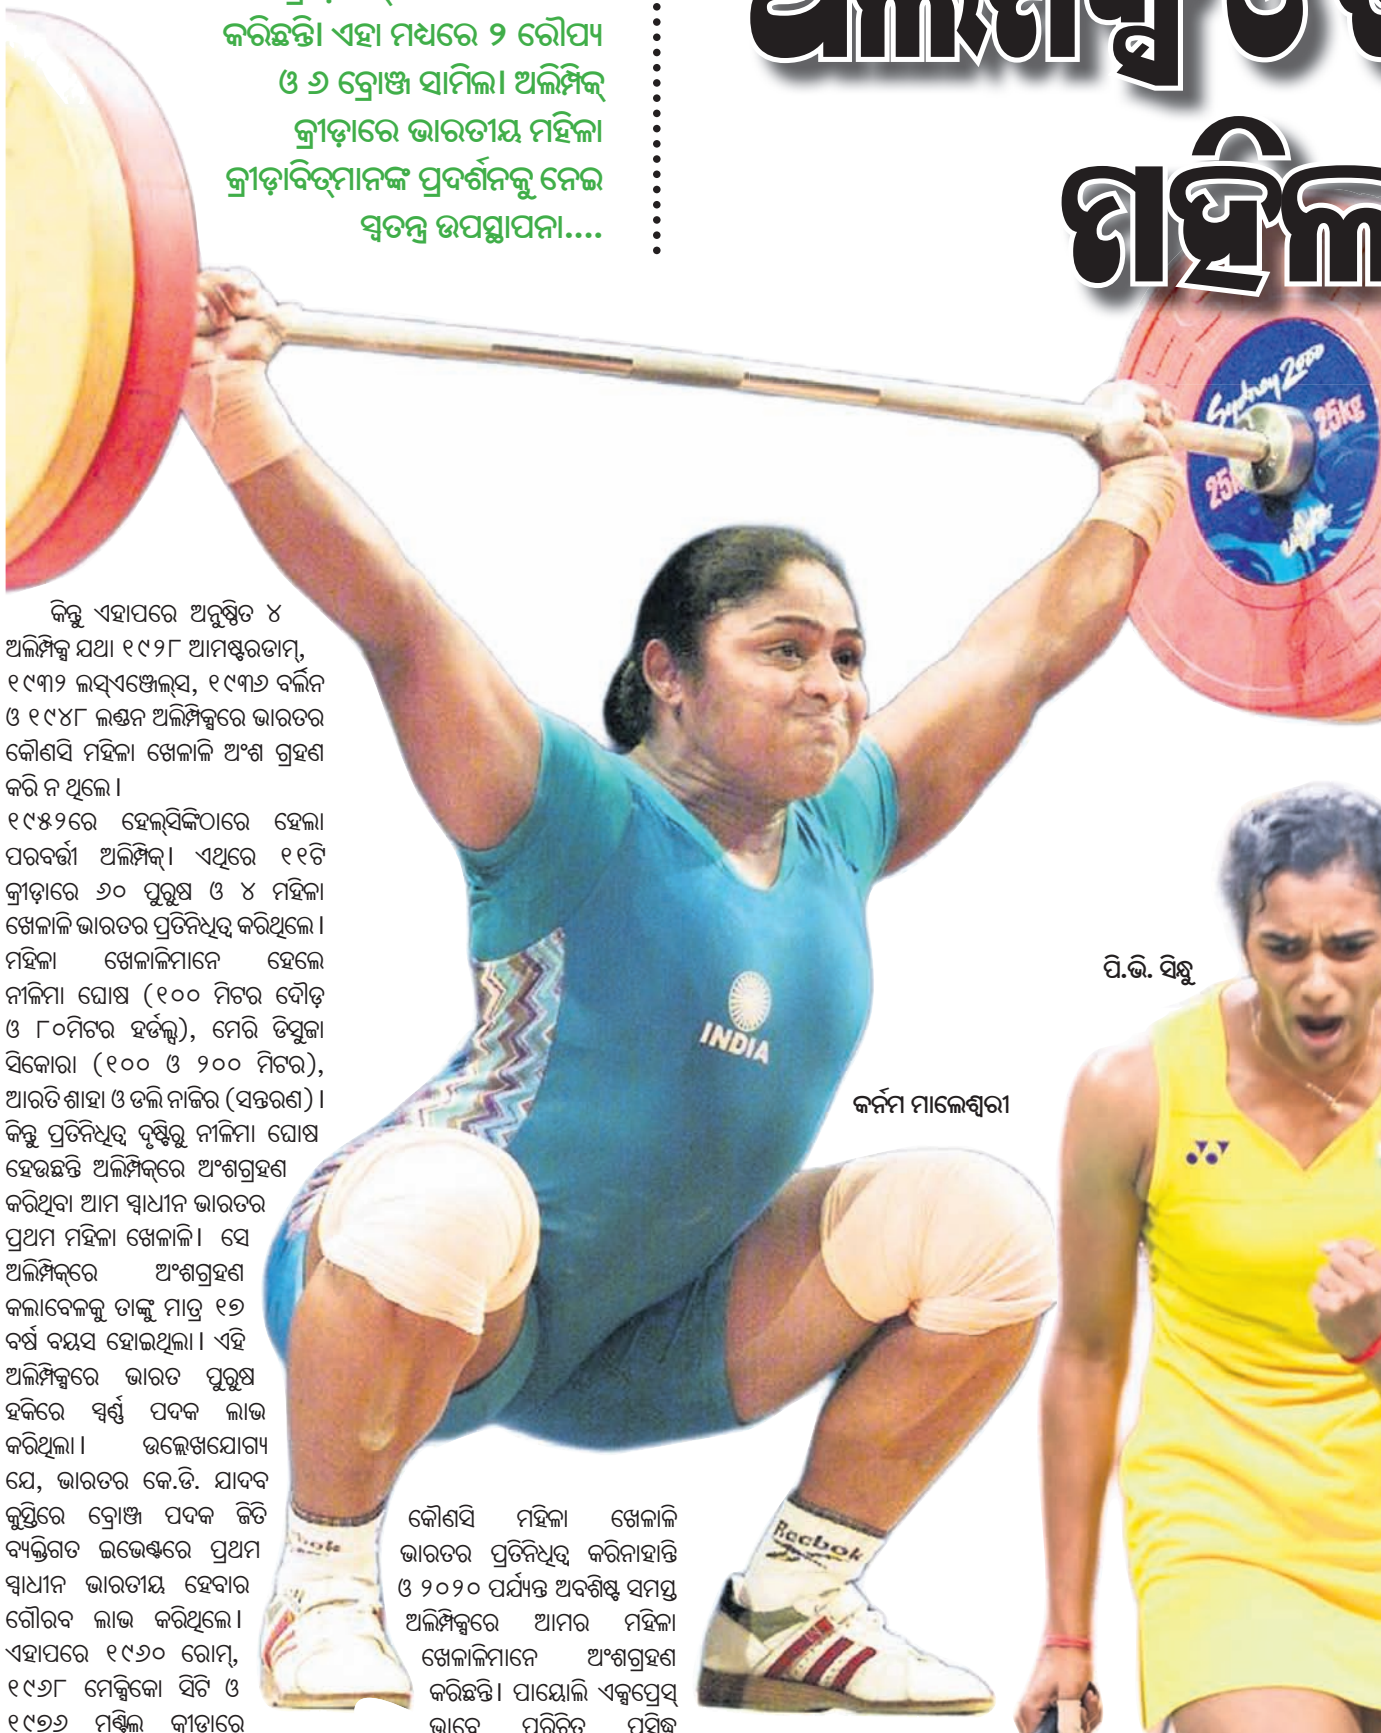 କରିଛନ୍ତି। ଏହା ମଧ୍ୟରେ ୨ ରୌପ୍ୟ
ଓ ୬ ବ୍ରୋଞ୍ଜ ସାମିଲ। ଅଲିମ୍ପିକ୍
କ୍ରୀଡ଼ାରେ ଭାରତୀୟ ମହିଳା
କ୍ରୀଡ଼ାବିତ୍‌ମାନଙ୍କ ପ୍ରଦର୍ଶନକୁ ନେଇ
ସ୍ୱତନ୍ତ୍ର ଉପସ୍ଥାପନା....
Sydney 2000
25kg
କିନ୍ତୁ ଏହାପରେ ଅନୁଷ୍ଠିତ ୪
ଅଲିମ୍ପିକ୍ସ ଯଥା ୧୯୨୮ ଆମଷ୍ଟରଡାମ୍,
୧୯୩୨ ଲସ୍‌ଏଞ୍ଜେଲ୍‌ସ, ୧୯୩୬ ବର୍ଲିନ
ଓ ୧୯୪୮ ଲଣ୍ଡନ ଅଲିମ୍ପିକ୍ସରେ ଭାରତର
କୌଣସି ମହିଳା ଖେଳାଳି ଅଂଶ ଗ୍ରହଣ
କରି ନ ଥିଲେ।
୧୯୫୨ରେ ହେଲ୍‌ସିଙ୍କିଠାରେ ହେଲା
ପରବର୍ତ୍ତୀ ଅଲିମ୍ପିକ୍। ଏଥିରେ ୧୧ଟି
କ୍ରୀଡ଼ାରେ ୬୦ ପୁରୁଷ ଓ ୪ ମହିଳା
ଖେଳାଳି ଭାରତର ପ୍ରତିନିଧିତ୍ୱ କରିଥିଲେ।
ମହିଳା ଖେଳାଳିମାନେ ହେଲେ
ନୀଳିମା ଘୋଷ (୧୦୦ ମିଟର ଦୌଡ଼
ଓ ୮୦ମିଟର ହର୍ଡଲ୍ସ), ମେରି ଡିସୁଜା
ସିକୋରା (୧୦୦ ଓ ୨୦୦ ମିଟର),
ଆରତି ଶାହା ଓ ଡଲି ନାଜିର (ସନ୍ତରଣ)।
କିନ୍ତୁ ପ୍ରତିନିଧିତ୍ୱ ଦୃଷ୍ଟିରୁ ନୀଳିମା ଘୋଷ
ହେଉଛନ୍ତି ଅଲିମ୍ପିକ୍‌ରେ ଅଂଶଗ୍ରହଣ
କରିଥିବା ଆମ ସ୍ୱାଧୀନ ଭାରତର
ପ୍ରଥମ ମହିଳା ଖେଳାଳି। ସେ
ଅଲିମ୍ପିକ୍‌ରେ ଅଂଶଗ୍ରହଣ
କଲାବେଳକୁ ତାଙ୍କୁ ମାତ୍ର ୧୭
ବର୍ଷ ବୟସ ହୋଇଥିଲା। ଏହି
ଅଲିମ୍ପିକ୍ସରେ ଭାରତ ପୁରୁଷ
ହକିରେ ସ୍ୱର୍ଣ୍ଣ ପଦକ ଲାଭ
କରିଥିଲା। ଉଲ୍ଲେଖଯୋଗ୍ୟ
ଯେ, ଭାରତର କେ.ଡି. ଯାଦବ
କୁସ୍ତିରେ ବ୍ରୋଞ୍ଜ ପଦକ ଜିତି
ବ୍ୟକ୍ତିଗତ ଇଭେଣ୍ଟରେ ପ୍ରଥମ
ସ୍ୱାଧୀନ ଭାରତୀୟ ହେବାର
ଗୌରବ ଲାଭ କରିଥିଲେ।
ଏହାପରେ ୧୯୬୦ ରୋମ୍,
୧୯୬୮ ମେକ୍ସିକୋ ସିଟି ଓ
୧୯୭୬ ମଣ୍ଟ୍ରିଲ କ୍ରୀଡାରେ
କୌଣସି ମହିଳା ଖେଳାଳି
ଭାରତର ପ୍ରତିନିଧିତ୍ୱ କରିନାହାନ୍ତି
ଓ ୨୦୨୦ ପର୍ଯ୍ୟନ୍ତ ଅବଶିଷ୍ଟ ସମସ୍ତ
ଅଲିମ୍ପିକ୍ସରେ ଆମର ମହିଳା
ଖେଳାଳିମାନେ ଅଂଶଗ୍ରହଣ
କରିଛନ୍ତି। ପାୟୋଲି ଏକ୍ସପ୍ରେସ୍
ଭାବେ ପରିଚିତ ପ୍ରସିଦ୍ଧ
INDIA
Reebok
କର୍ନମ ମାଲେଶ୍ୱରୀ
ପି.ଭି. ସିନ୍ଧୁ